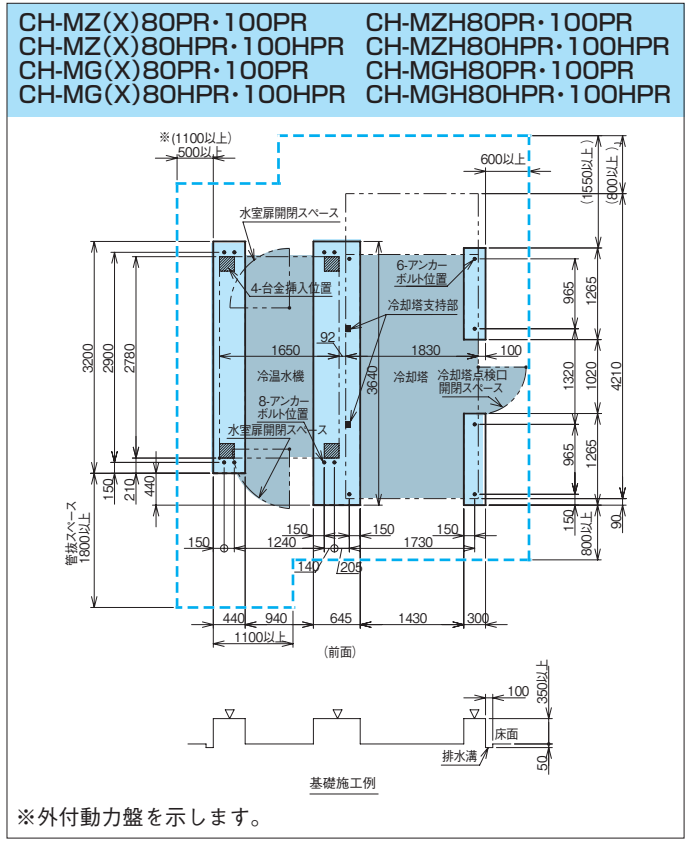 CH-MZ(X)80PR・100PR CH-MZH80PR・100PR
CH-MZ(X)80HPR・100HPR CH-MZH80HPR・100HPR
CH-MG(X)80PR・100PR CH-MGH80PR・100PR
CH-MG(X)80HPR・100HPR CH-MGH80HPR・100HPR
※(1100以上)
500以上
600以上
(1550以上)
(800以上)
水室扉開閉スペース
6-アンカー
ボルト位置
4-台金挿入位置
冷却塔支持部
92
1650
1830
100
3200
2900
2780
3640
965
1265
1320
1020
4210
965
1265
冷温水機
冷却塔
冷却塔点検口
開閉スペース
8-アンカー
ボルト位置
水室扉開閉スペース
150
210
440
管抜スペース
1800以上
150
150
150
150
800以上
90
150
1240
1730
140
205
440
940
645
1430
300
1100以上
(前面)
100
350以上
床面
排水溝
50
基礎施工例
※外付動力盤を示します。